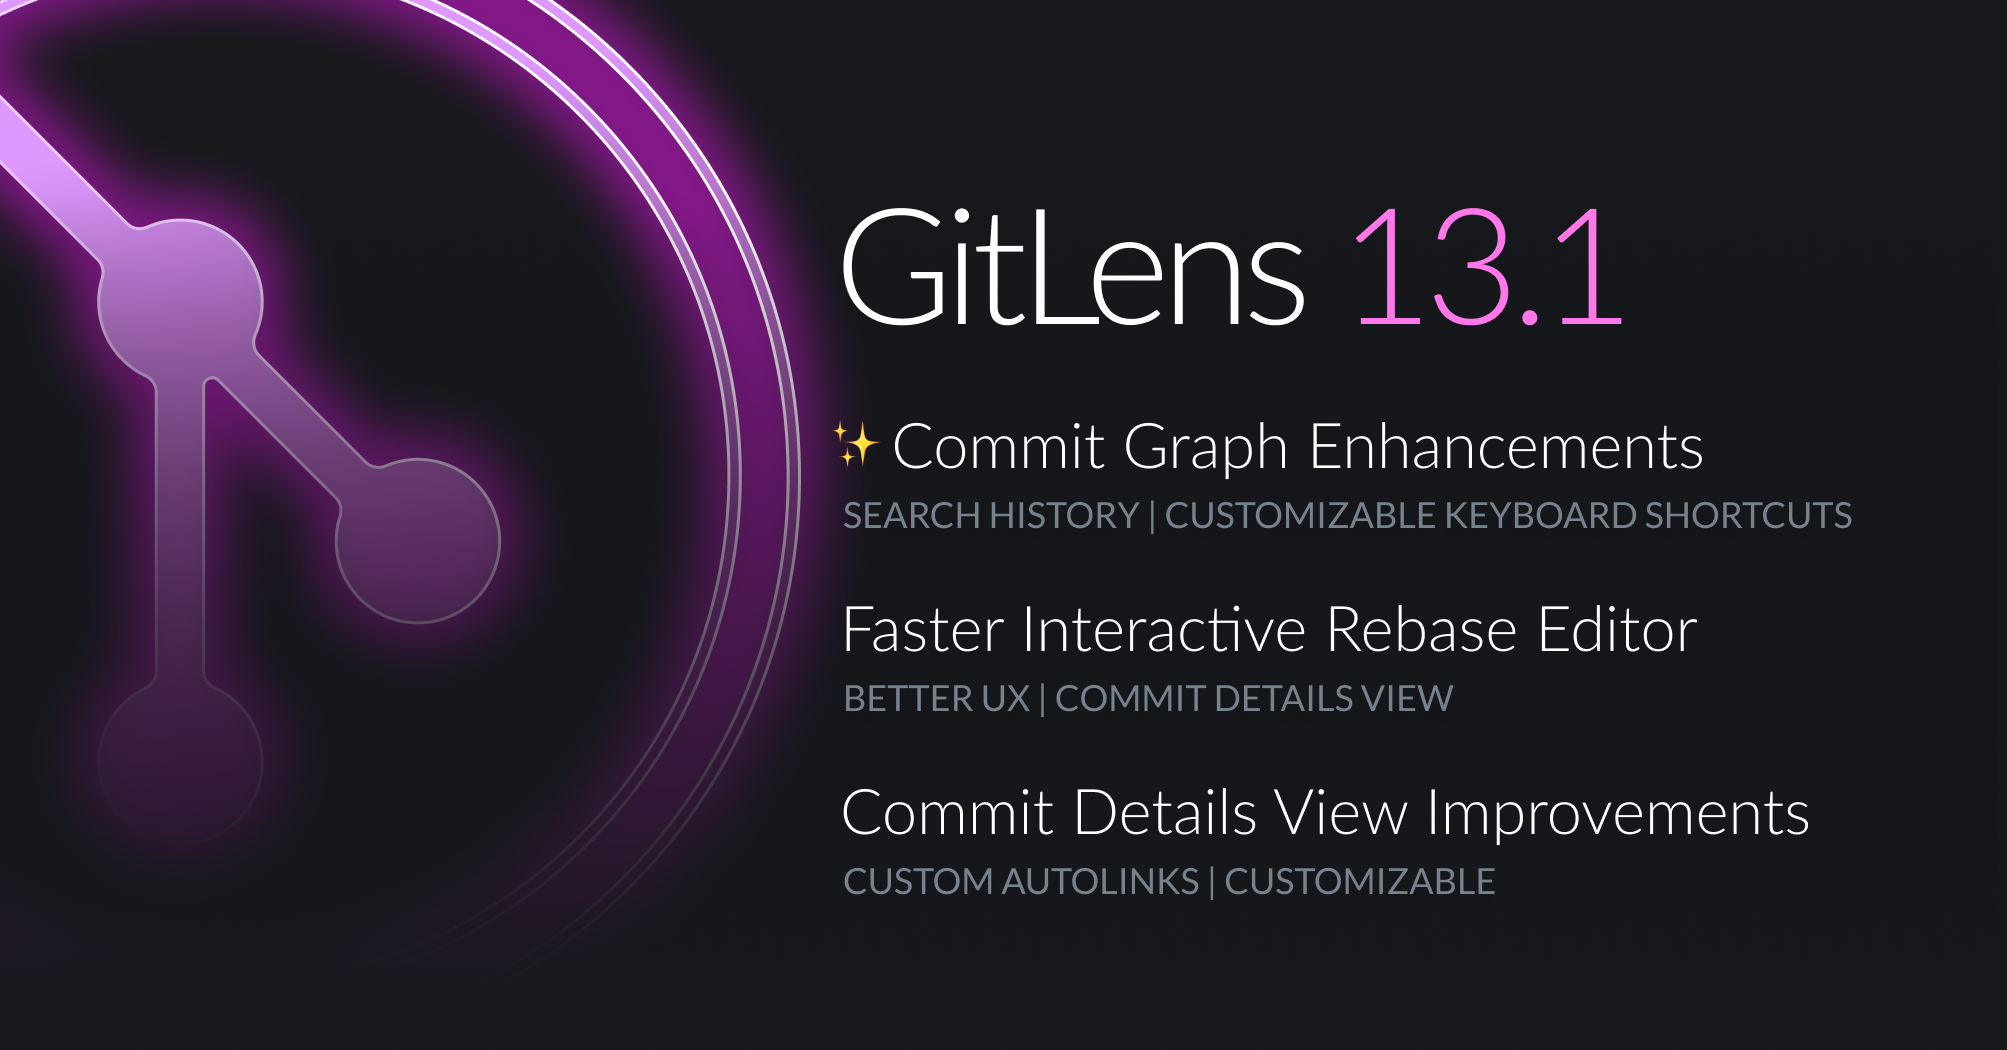 GitLens 13.1
✨ Commit Graph Enhancements
SEARCH HISTORY | CUSTOMIZABLE KEYBOARD SHORTCUTS
Faster Interactive Rebase Editor
BETTER UX | COMMIT DETAILS VIEW
Commit Details View Improvements
CUSTOM AUTOLINKS | CUSTOMIZABLE